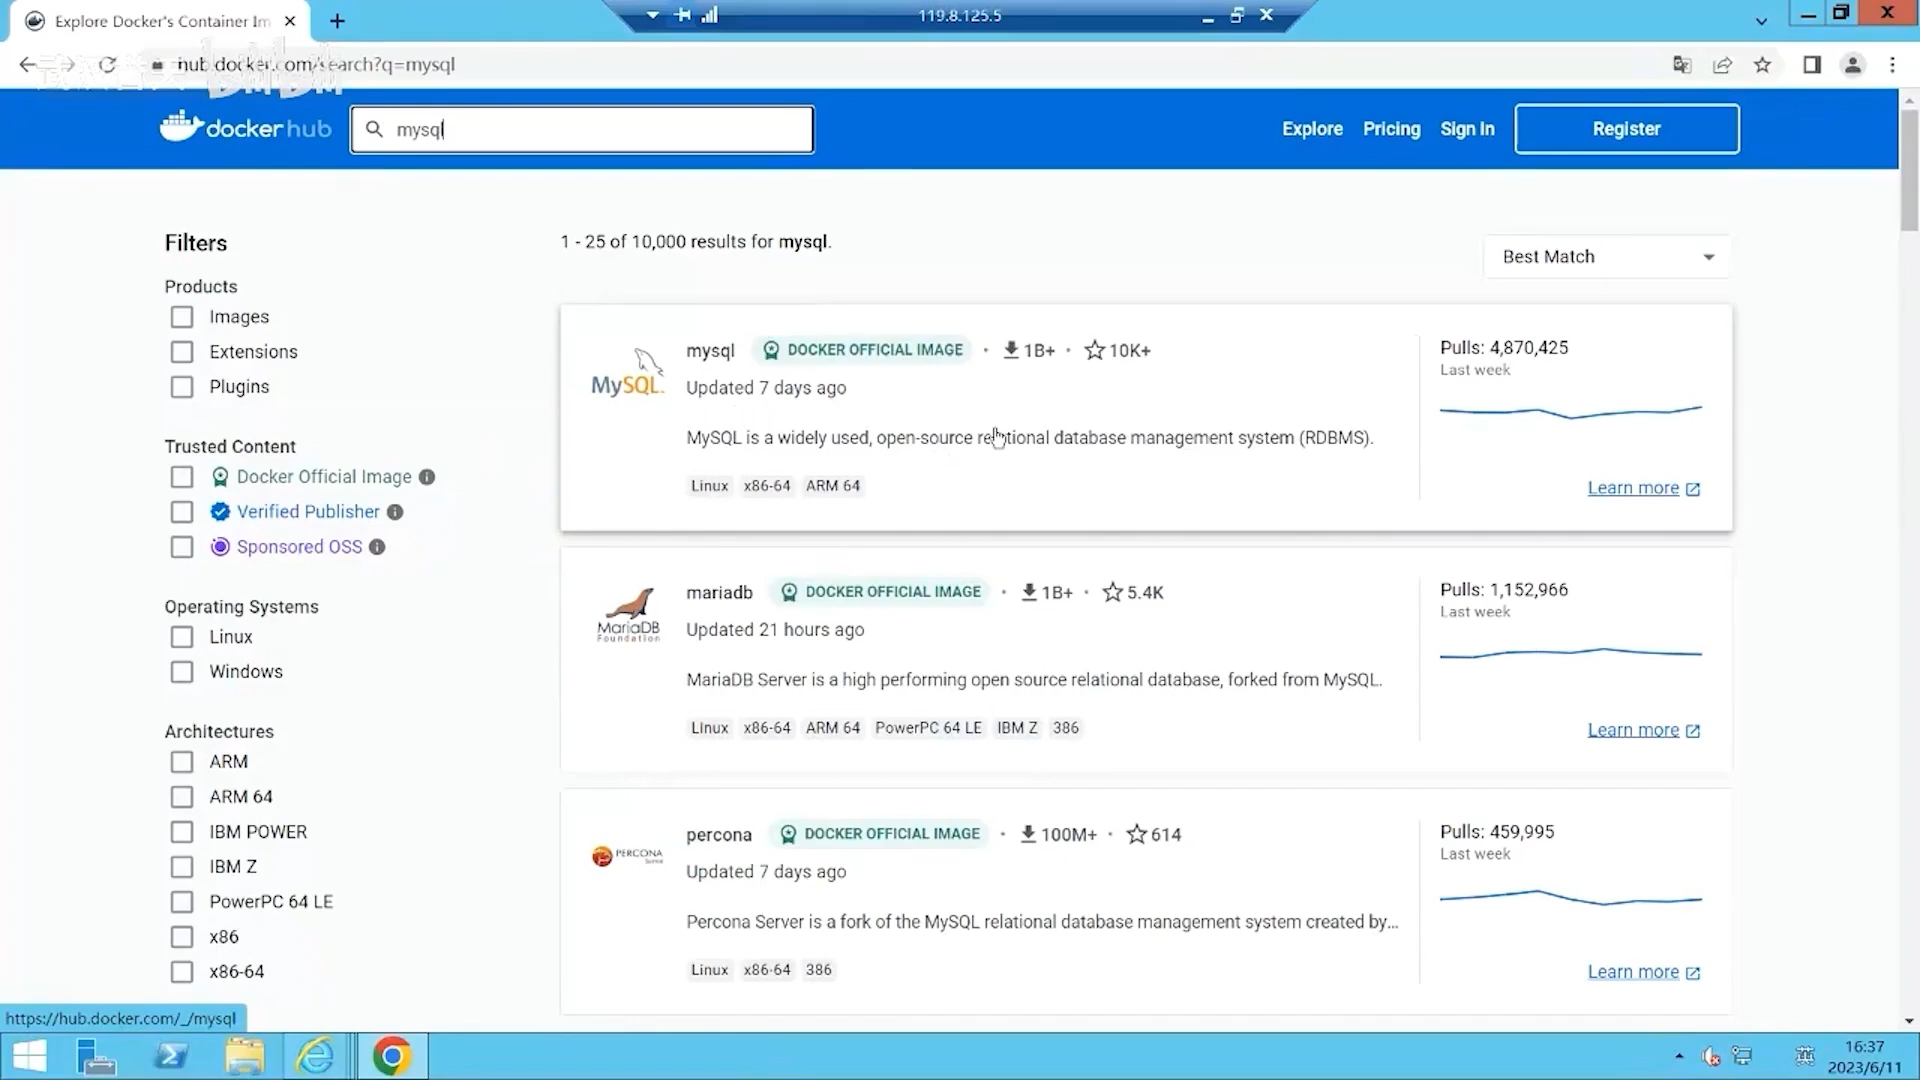 Explore Docker's Container Im
119.8.125.5
hub.docker.com/search?q=mysql
docker hub
mysql
Explore
Pricing
Sign In
Register
Filters
1 - 25 of 10,000 results for mysql.
Best Match
Products
Images
Extensions
Plugins
Trusted Content
Docker Official Image
Verified Publisher
Sponsored OSS
Operating Systems
Linux
Windows
Architectures
ARM
ARM 64
IBM POWER
IBM Z
PowerPC 64 LE
x86
x86-64
MySQL
mysql DOCKER OFFICIAL IMAGE · 1B+ · 10K+
Updated 7 days ago
MySQL is a widely used, open-source relational database management system (RDBMS).
Linux x86-64 ARM 64
Pulls: 4,870,425
Last week
Learn more
MariaDB
Foundation
mariadb DOCKER OFFICIAL IMAGE · 1B+ · 5.4K
Updated 21 hours ago
MariaDB Server is a high performing open source relational database, forked from MySQL.
Linux x86-64 ARM 64 PowerPC 64 LE IBM Z 386
Pulls: 1,152,966
Last week
Learn more
PERCONA
percona DOCKER OFFICIAL IMAGE · 100M+ · 614
Updated 7 days ago
Percona Server is a fork of the MySQL relational database management system created by...
Linux x86-64 386
Pulls: 459,995
Last week
Learn more
https://hub.docker.com/_/mysql
英
16:37
2023/6/11